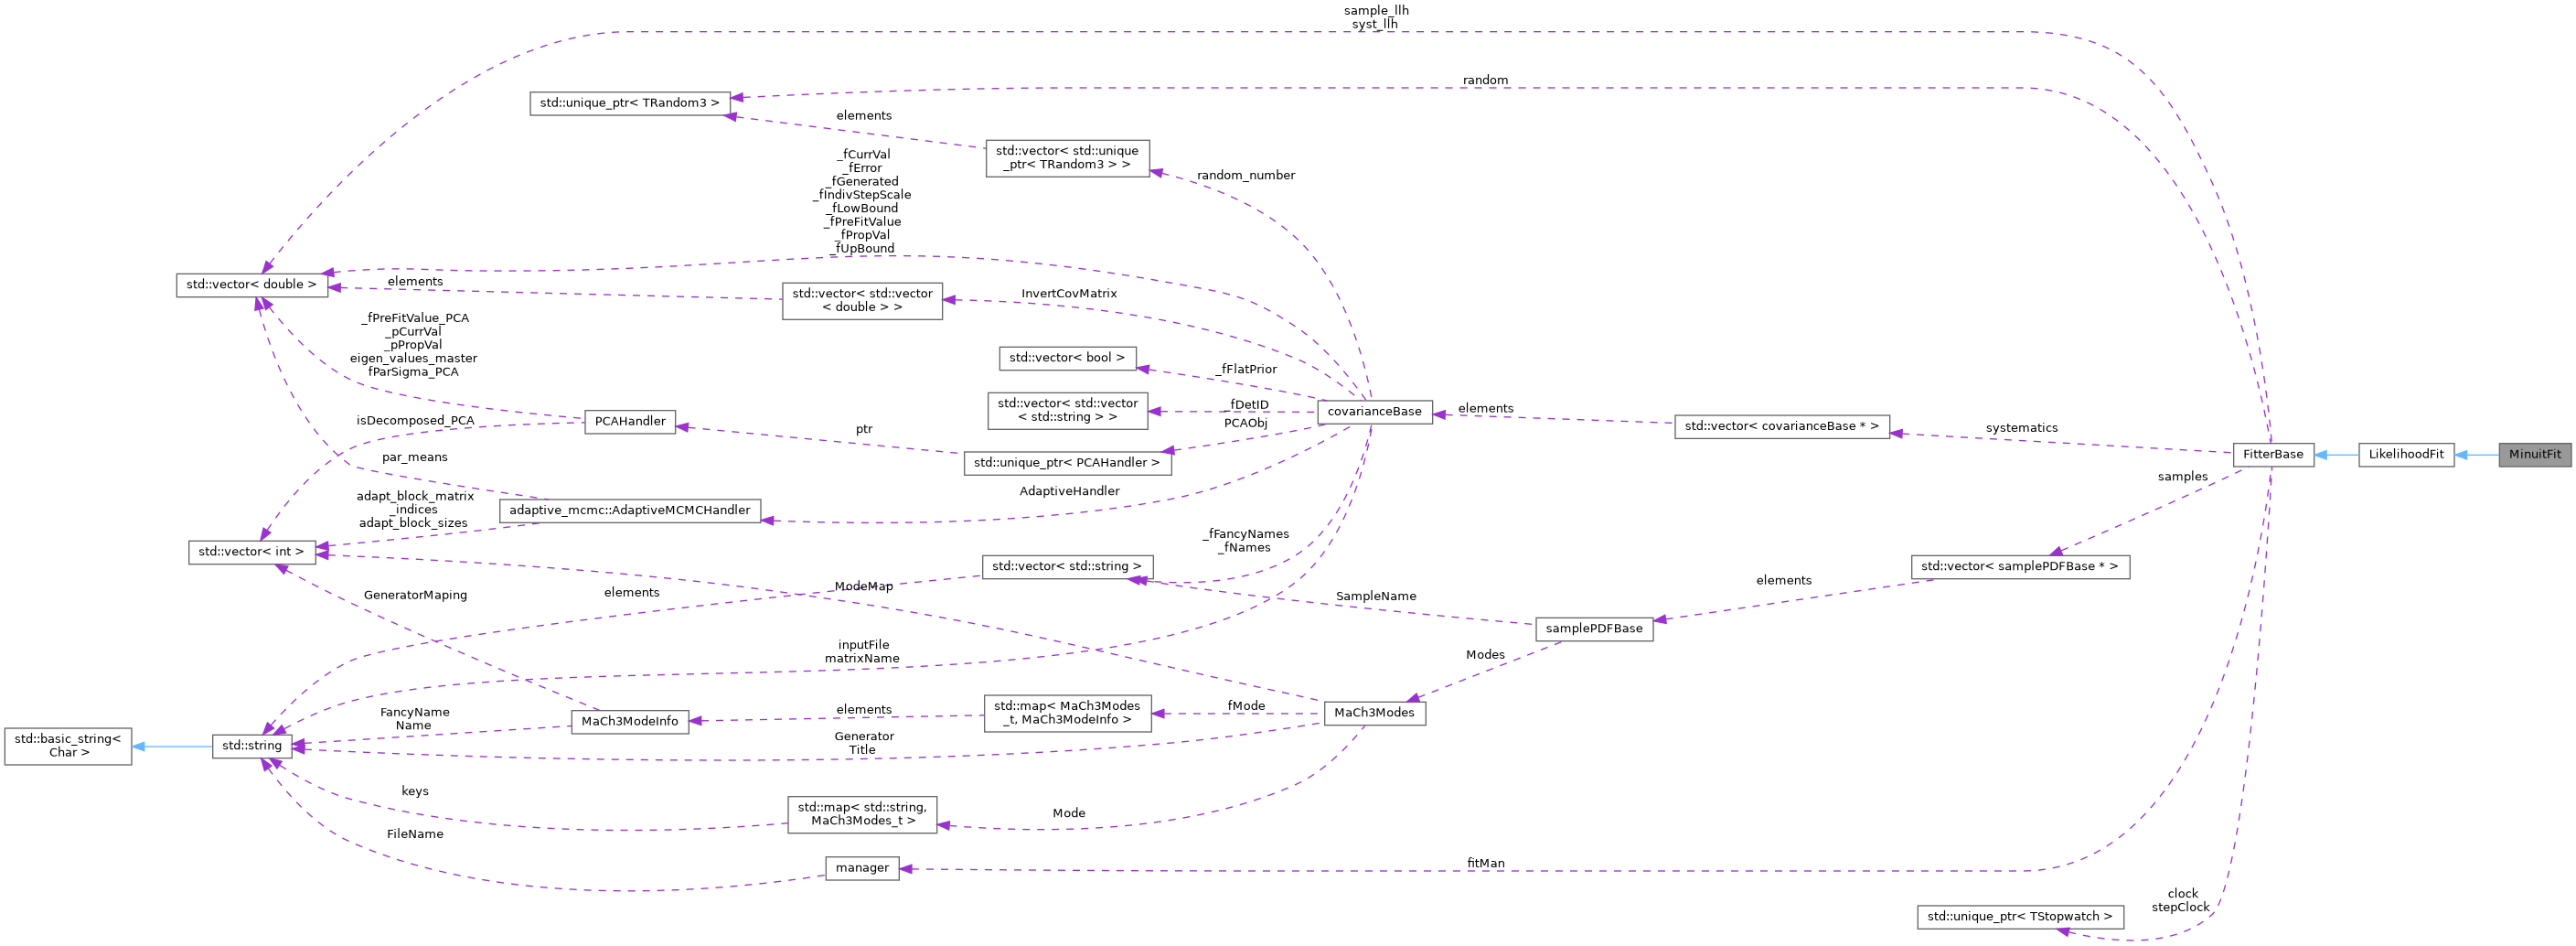 sample_llh
syst_llh
random
std::unique_ptr< TRandom3 >
elements
std::vector< std::unique
_ptr< TRandom3 > >
random_number
_fCurrVal
_fError
_fGenerated
_fIndivStepScale
_fLowBound
_fPreFitValue
_fPropVal
_fUpBound
std::vector< double >
elements
std::vector< std::vector
< double > >
InvertCovMatrix
_fPreFitValue_PCA
_pCurrVal
_pPropVal
eigen_values_master
fParSigma_PCA
std::vector< bool >
_fFlatPrior
std::vector< std::vector
< std::string > >
_fDetID
PCAObj
covarianceBase
elements
std::vector< covarianceBase * >
systematics
isDecomposed_PCA
PCAHandler
ptr
std::unique_ptr< PCAHandler >
FitterBase
LikelihoodFit
MinuitFit
par_means
samples
adapt_block_matrix
_indices
adapt_block_sizes
adaptive_mcmc::AdaptiveMCMCHandler
AdaptiveHandler
std::vector< int >
_fFancyNames
_fNames
std::vector< std::string >
std::vector< samplePDFBase * >
elements
GeneratorMaping
elements
ModeMap
SampleName
samplePDFBase
inputFile
matrixName
Modes
FancyName
Name
MaCh3ModeInfo
elements
std::map< MaCh3Modes
_t, MaCh3ModeInfo >
fMode
MaCh3Modes
std::basic_string<
Char >
std::string
Generator
Title
keys
std::map< std::string,
MaCh3Modes_t >
Mode
FileName
manager
fitMan
clock
stepClock
std::unique_ptr< TStopwatch >